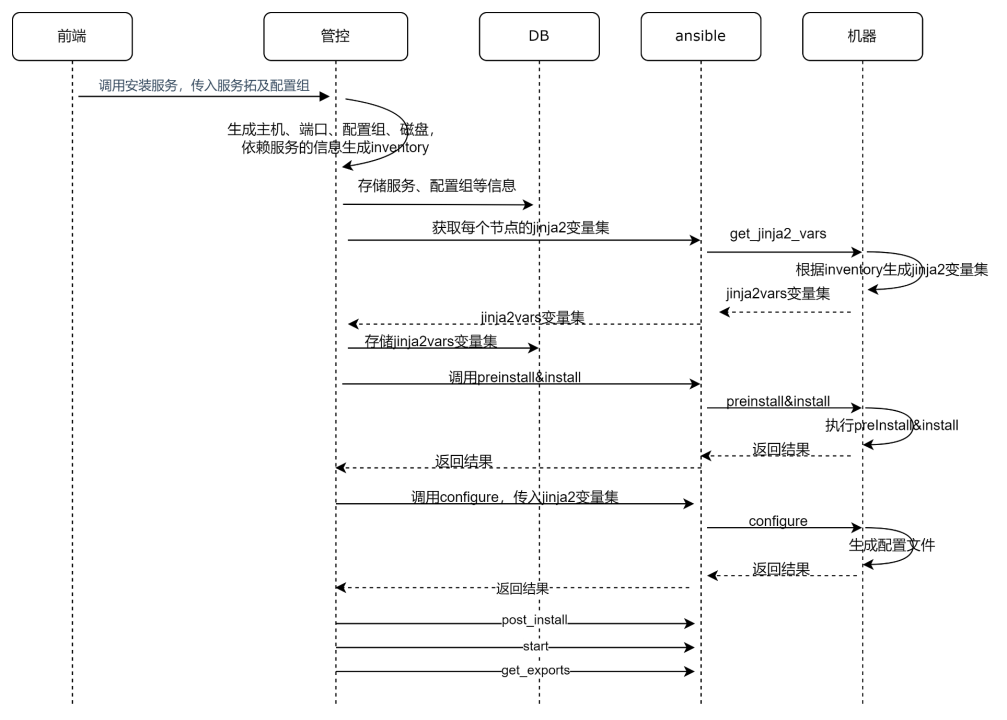 前端
管控
DB
ansible
机器
调用安装服务，传入服务拓及配置组
生成主机、端口、配置组、磁盘，
依赖服务的信息生成inventory
存储服务、配置组等信息
获取每个节点的jinja2变量集
get_jinja2_vars
根据inventory生成jinja2变量集
jinja2vars变量集
jinja2vars变量集
存储jinja2vars变量集
调用preinstall&install
preinstall&install
执行preInstall&install
返回结果
返回结果
调用configure，传入jinja2变量集
configure
生成配置文件
返回结果
返回结果
post_install
start
get_exports